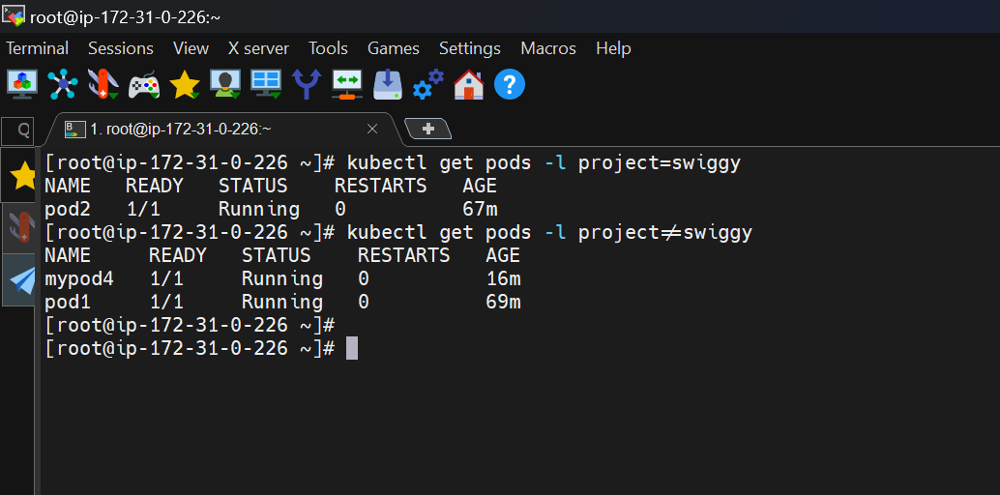 root@ip-172-31-0-226:~
Terminal Sessions View X server Tools Games Settings Macros Help
1. root@ip-172-31-0-226:~
[root@ip-172-31-0-226 ~]# kubectl get pods -l project=swiggy
NAME READY STATUS RESTARTS AGE
pod2 1/1 Running 0 67m
[root@ip-172-31-0-226 ~]# kubectl get pods -l project!=swiggy
NAME READY STATUS RESTARTS AGE
mypod4 1/1 Running 0 16m
pod1 1/1 Running 0 69m
[root@ip-172-31-0-226 ~]#
[root@ip-172-31-0-226 ~]#